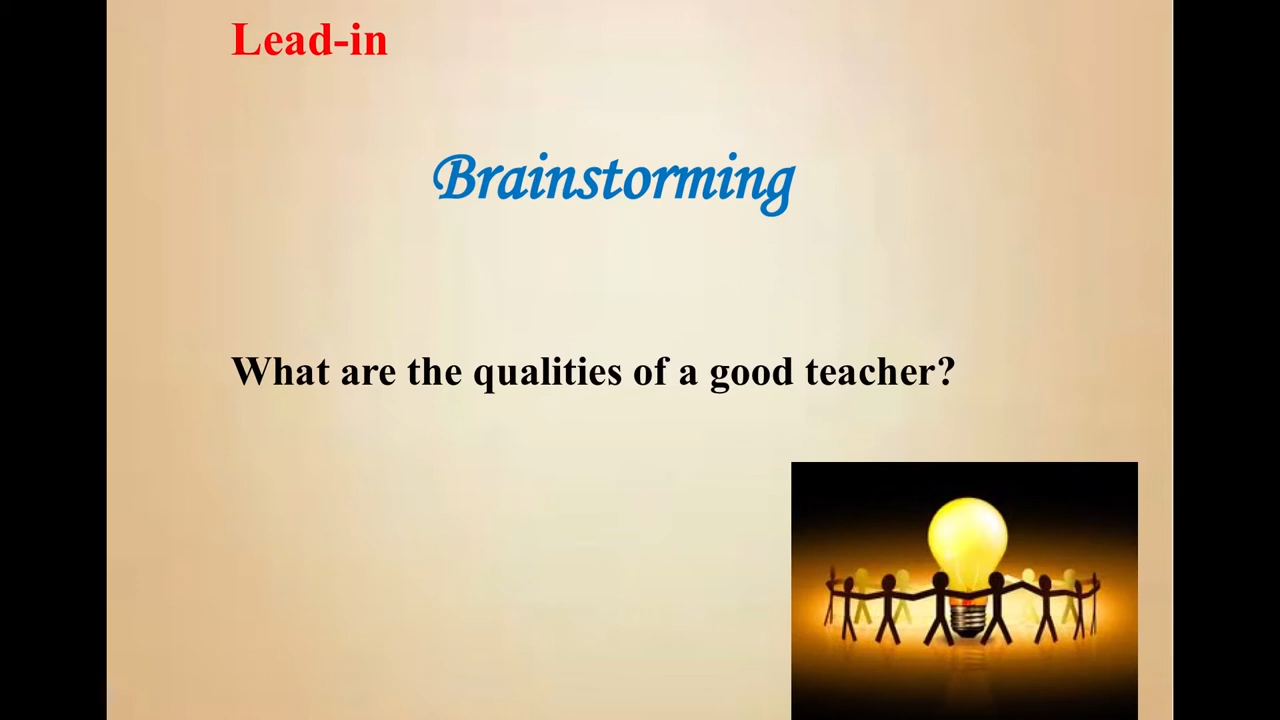 Lead-in
Brainstorming
What are the qualities of a good teacher?